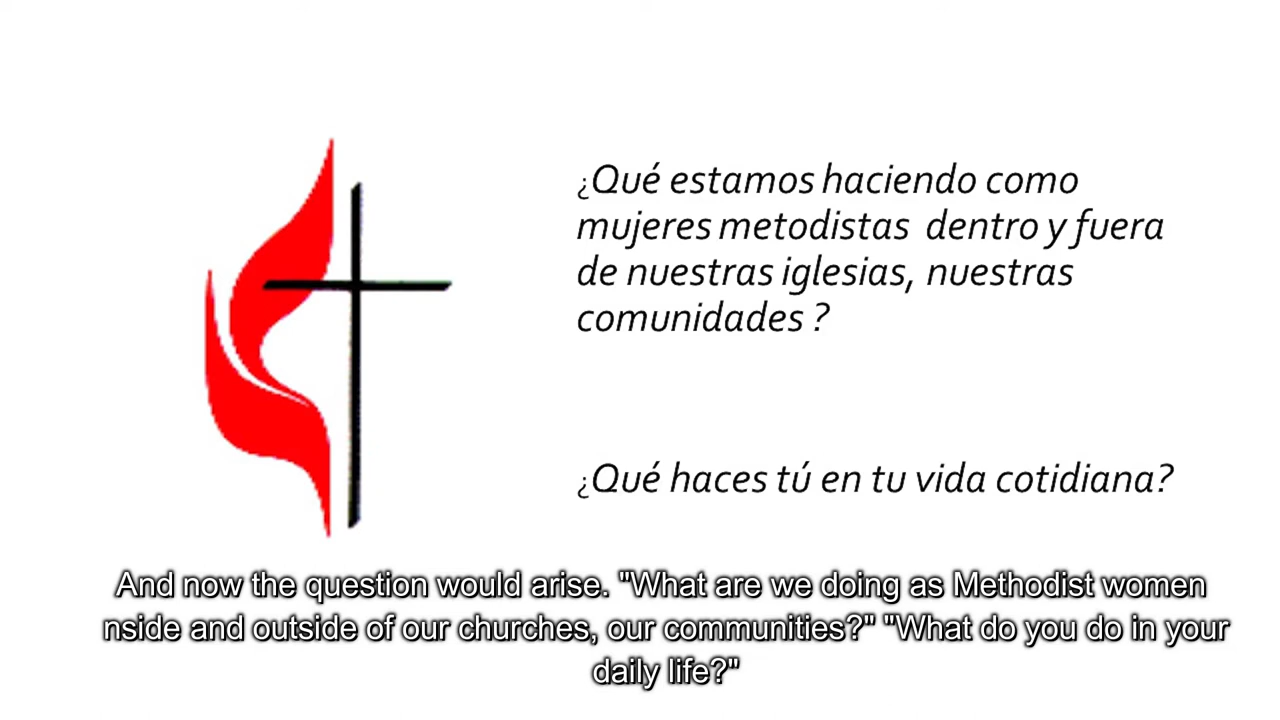 ¿Qué estamos haciendo como
mujeres metodistas dentro y fuera
de nuestras iglesias, nuestras
comunidades ?
¿Qué haces tú en tu vida cotidiana?
And now the question would arise. "What are we doing as Methodist women
nside and outside of our churches, our communities?" "What do you do in your
daily life?"